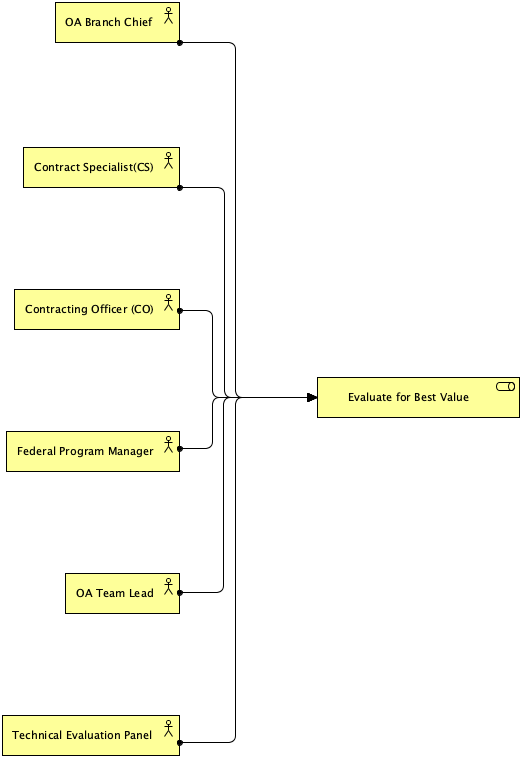 OA Branch Chief
Contract Specialist(CS)
Contracting Officer (CO)
Evaluate for Best Value
Federal Program Manager
OA Team Lead
Technical Evaluation Panel